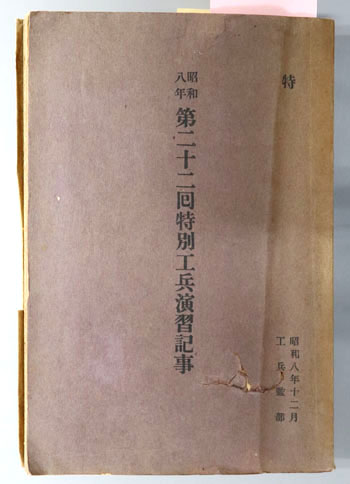 特
昭和
八年
第二十二回特別工兵演習記事
昭和八年十二月
工兵監部